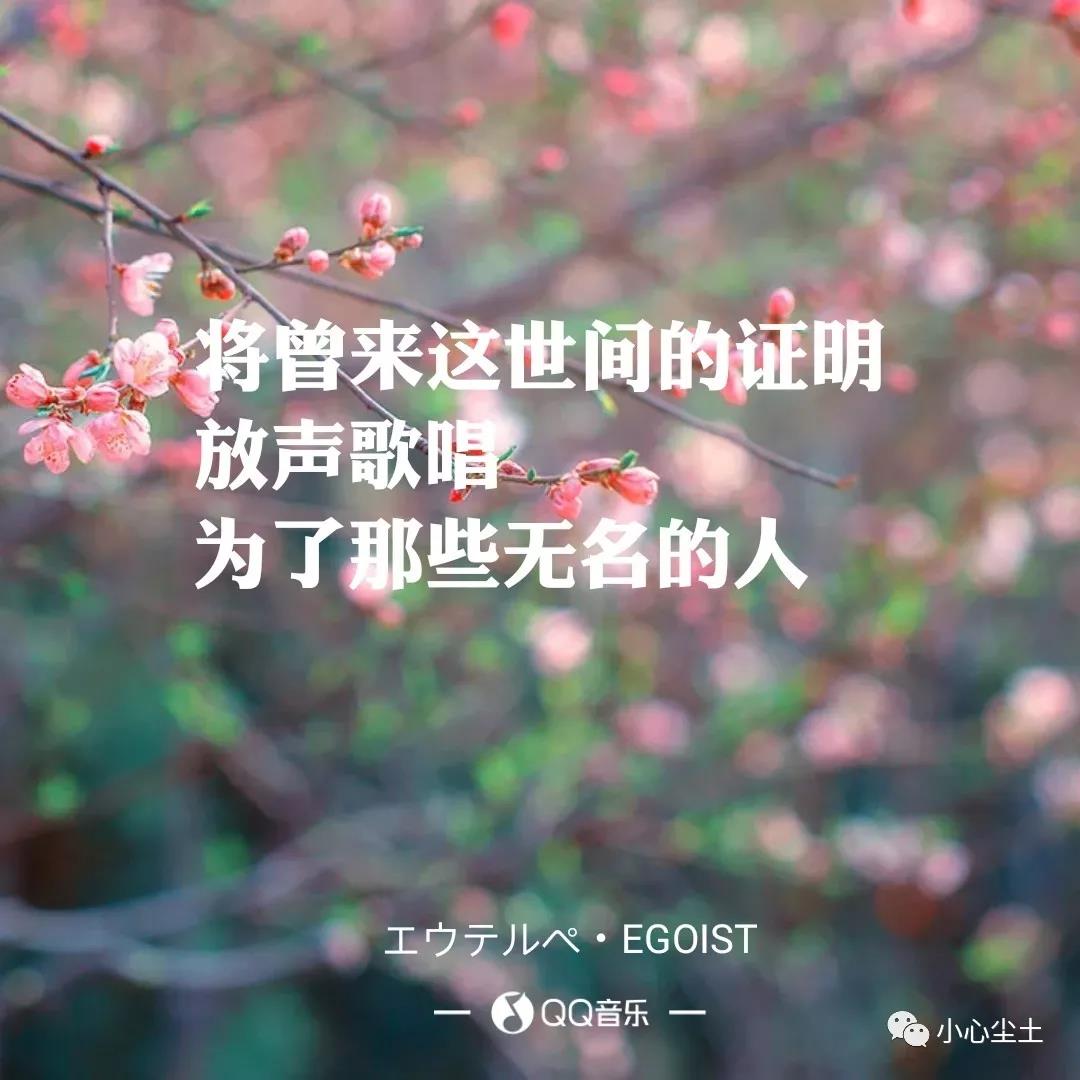 将曾来这世间的证明
放声歌唱
为了那些无名的人
エウテルペ・EGOIST
— QQ音乐 —
小心尘土